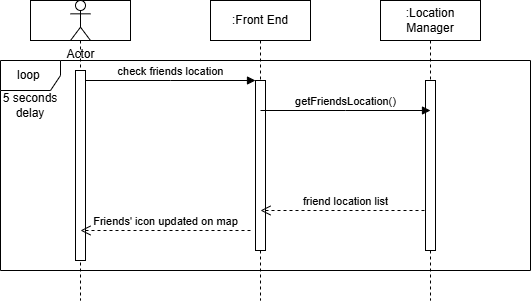 :Front End
:Location
Manager
Actor
loop
5 seconds
delay
check friends location
getFriendsLocation()
friend location list
Friends' icon updated on map